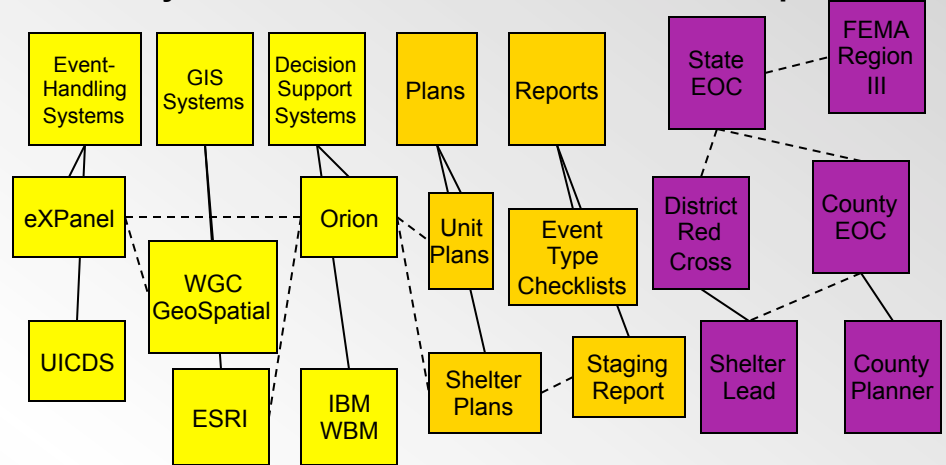 Event-
Handling
Systems
GIS
Systems
Decision
Support
Systems
Plans
Reports
State
EOC
FEMA
Region
III
eXPanel
Orion
Unit
Plans
Event
Type
Checklists
District
Red
Cross
County
EOC
WGC
GeoSpatial
UICDS
ESRI
IBM
WBM
Shelter
Plans
Staging
Report
Shelter
Lead
County
Planner